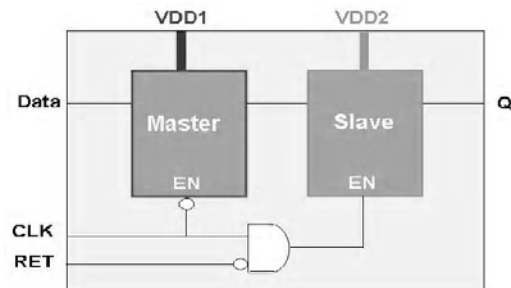 VDD1 VDD2
Data Master Slave Q
EN EN
CLK
RET